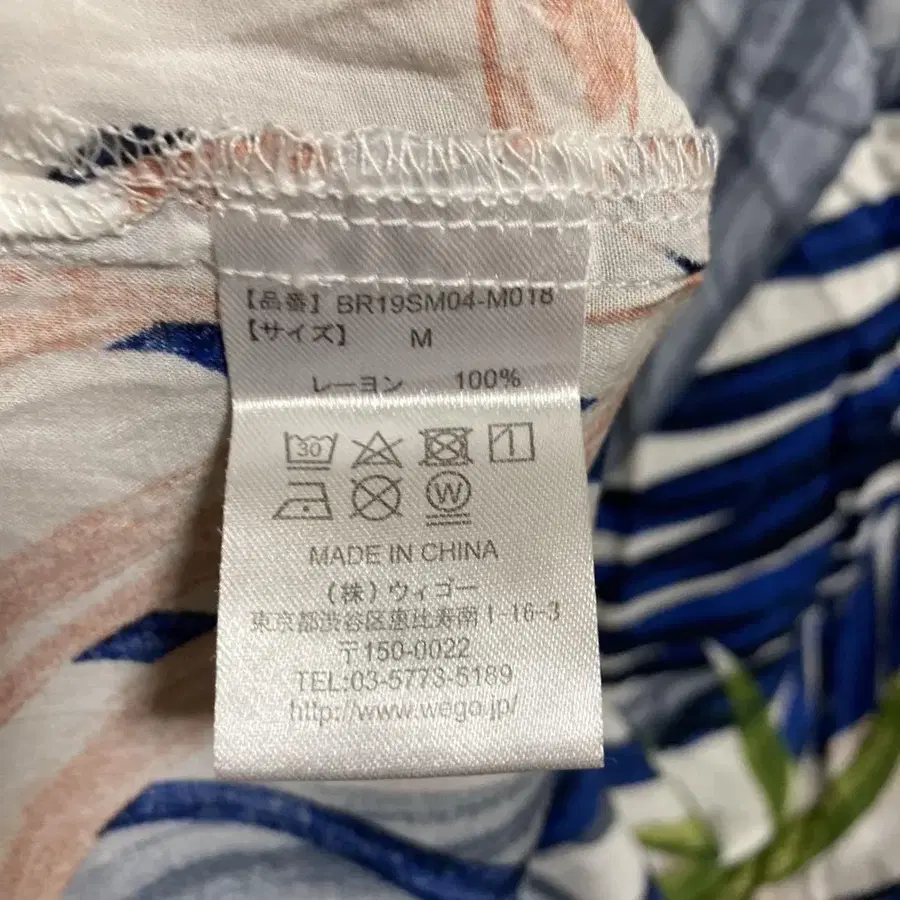 【品番】 BR19SM04-M018
【サイズ】 M
レーヨン 100%
30
1
W
MADE IN CHINA
(株)ウィゴー
東京都渋谷区恵比寿南1-16-3
〒150-0022
TEL:03-5773-5189
http://www.wego.jp/